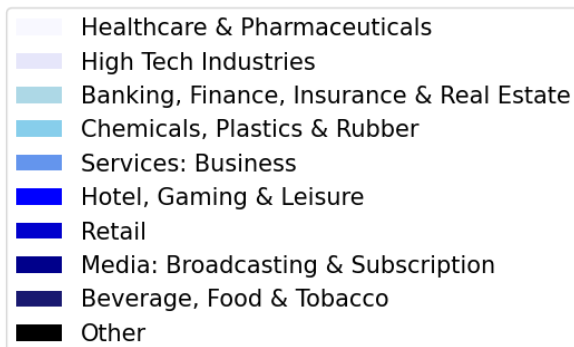 Healthcare & Pharmaceuticals
High Tech Industries
Banking, Finance, Insurance & Real Estate
Chemicals, Plastics & Rubber
Services: Business
Hotel, Gaming & Leisure
Retail
Media: Broadcasting & Subscription
Beverage, Food & Tobacco
Other